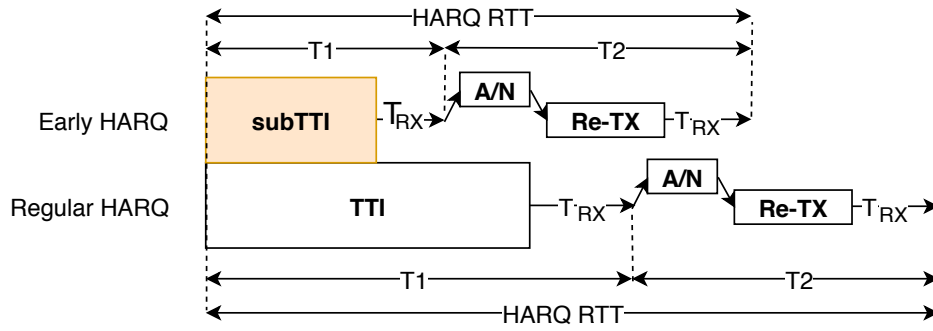 HARQ RTT
T1
T2
Early HARQ
subTTI
TRX
A/N
Re-TX
TRX
Regular HARQ
TTI
TRX
A/N
Re-TX
TRX
T1
T2
HARQ RTT